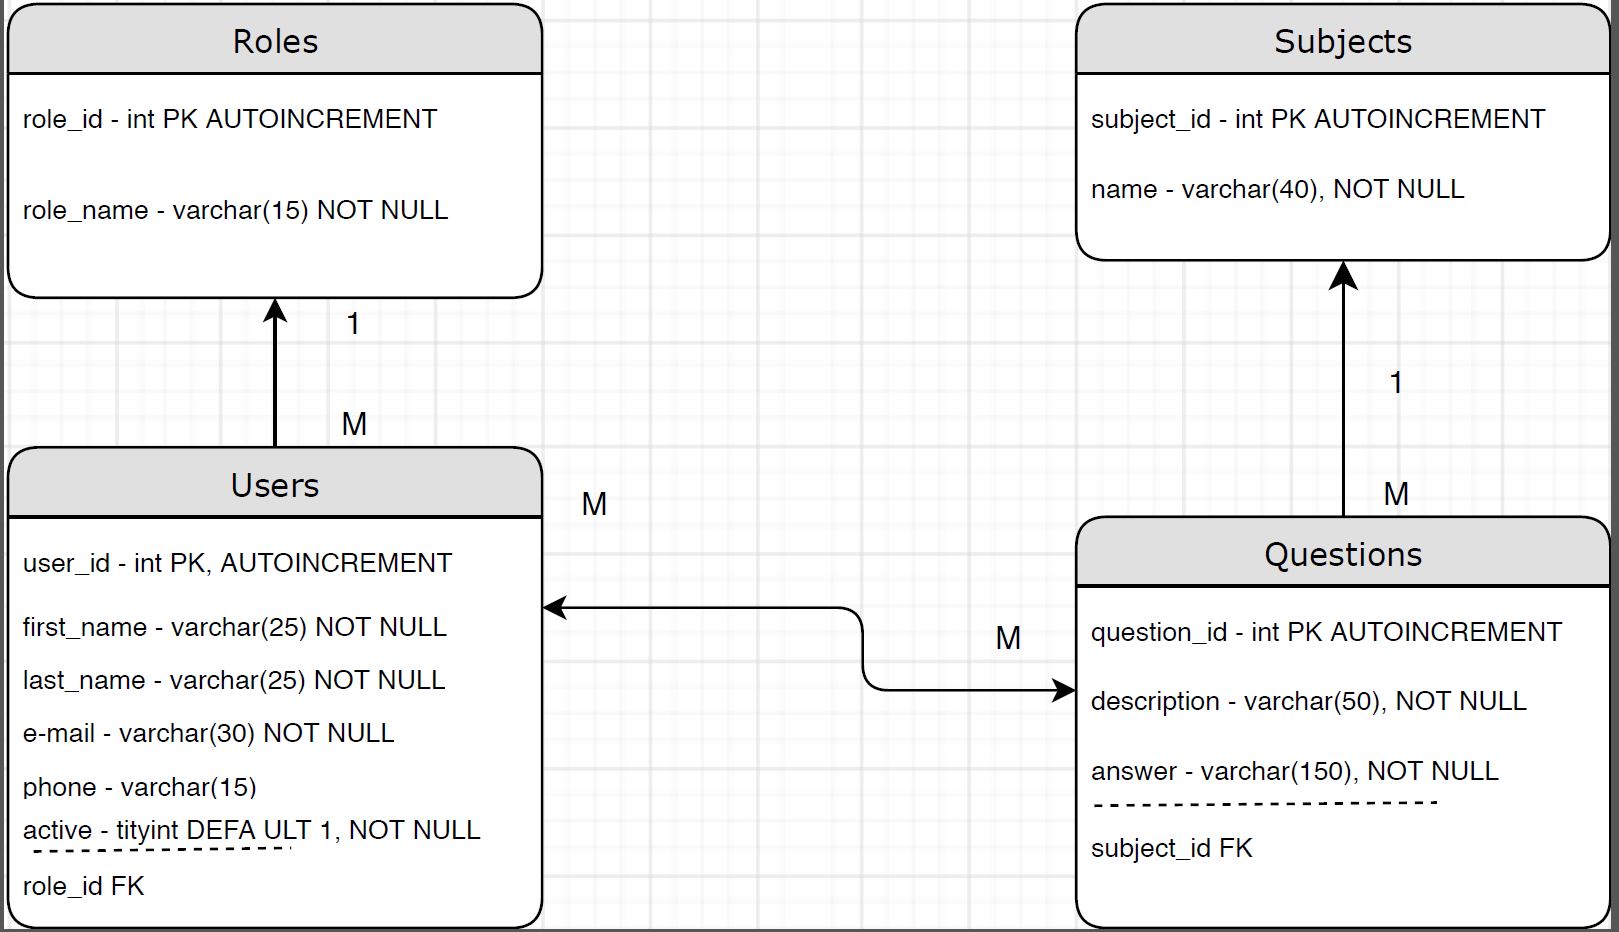 Roles
role_id - int PK AUTOINCREMENT
role_name - varchar(15) NOT NULL
1
M
Users
user_id - int PK, AUTOINCREMENT
first_name - varchar(25) NOT NULL
last_name - varchar(25) NOT NULL
e-mail - varchar(30) NOT NULL
phone - varchar(15)
active - tityint DEFA ULT 1, NOT NULL
role_id FK
M
M
Subjects
subject_id - int PK AUTOINCREMENT
name - varchar(40), NOT NULL
1
M
Questions
question_id - int PK AUTOINCREMENT
description - varchar(50), NOT NULL
answer - varchar(150), NOT NULL
subject_id FK